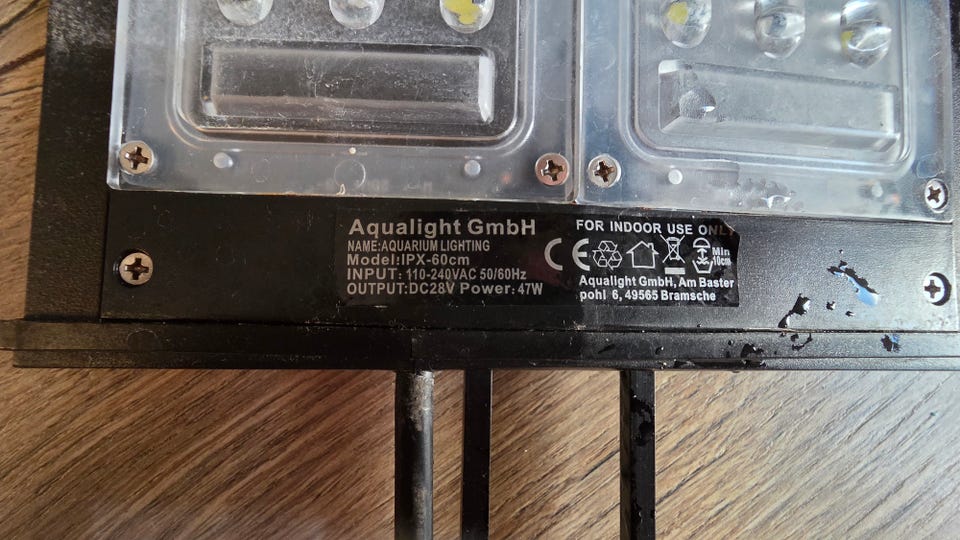 Aqualight GmbH
NAME:AQUARIUM LIGHTING
Model:IPX-60cm
INPUT: 110-240VAC 50/60Hz
OUTPUT:DC28V Power: 47W
FOR INDOOR USE ONLY
CE
Min
10cm
Aqualight GmbH, Am Baster
pohl 6, 49565 Bramsche